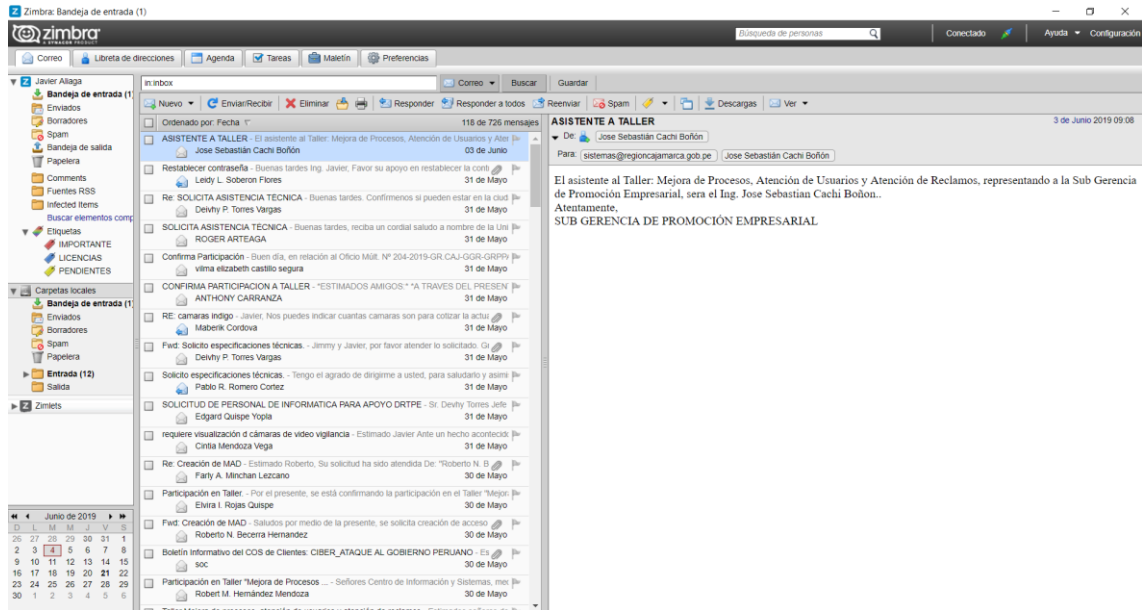 Zimbra: Bandeja de entrada (1)
zimbra
A SYNACOR PRODUCT
Búsqueda de personas
Conectado
Ayuda
Configuración
Correo
Libreta de direcciones
Agenda
Tareas
Maletín
Preferencias
Javier Aliaga
Bandeja de entrada (1)
Enviados
Borradores
Spam
Bandeja de salida
Papelera
Comments
Fuentes RSS
Infected Items
Buscar elementos comp
Etiquetas
IMPORTANTE
LICENCIAS
PENDIENTES
Carpetas locales
Bandeja de entrada (1
Enviados
Borradores
Spam
Papelera
Entrada (12)
Salida
Zimlets
Junio de 2019
D L M M J V S
26 27 28 29 30 31 1
2 3 4 5 6 7 8
9 10 11 12 13 14 15
16 17 18 19 20 21 22
23 24 25 26 27 28 29
30 1 2 3 4 5 6
in:inbox
Correo
Buscar
Guardar
Nuevo
Enviar/Recibir
Eliminar
Responder
Responder a todos
Reenviar
Spam
Descargas
Ver
Ordenado por: Fecha
118 de 726 mensajes
ASISTENTE A TALLER - El asistente al Taller: Mejora de Procesos, Atención de Usuarios y Aten
Jose Sebastián Cachi Boñón 03 de Junio
Restablecer contraseña - Buenas tardes Ing. Javier, Favor su apoyo en restablecer la contr
Leidy L. Soberon Flores 31 de Mayo
Re: SOLICITA ASISTENCIA TÉCNICA - Buenas tardes. Confírmenos si pueden estar en la ciud
Deivhy P. Torres Vargas 31 de Mayo
SOLICITA ASISTENCIA TÉCNICA - Buenas tardes, reciba un cordial saludo a nombre de la Uni
ROGER ARTEAGA 31 de Mayo
Confirma Participación - Buen día, en relación al Oficio Múlt. Nº 204-2019-GR.CAJ-GGR-GRPP
vilma elizabeth castillo segura 31 de Mayo
CONFIRMA PARTICIPACION A TALLER - "ESTIMADOS AMIGOS:" "A TRAVES DEL PRESEN
ANTHONY CARRANZA 31 de Mayo
RE: camaras indigo - Javier, Nos puedes indicar cuantas camaras son para cotizar la actu
Maberik Cordova 31 de Mayo
Fwd: Solicito especificaciones técnicas. - Jimmy y Javier, por favor atender lo solicitado.
Deivhy P. Torres Vargas 31 de Mayo
Solicito especificaciones técnicas. - Tengo el agrado de dirigirme a usted, para saludarlo y asimi
Pablo R. Romero Cortez 31 de Mayo
SOLICITUD DE PERSONAL DE INFORMATICA PARA APOYO DRTPE - Sr. Devhy Torres Jefe
Edgard Quispe Yopla 31 de Mayo
requiere visualización d cámaras de video vigilancia - Estimado Javier Ante un hecho acontecid
Cintia Mendoza Vega 31 de Mayo
Re: Creación de MAD - Estimado Roberto, Su solicitud ha sido atendida De: "Roberto N. B
Farly A. Minchan Lezcano 30 de Mayo
Participación en Taller. - Por el presente, se está confirmando la participación en el Taller "Mejor
Elvira I. Rojas Quispe 30 de Mayo
Fwd: Creación de MAD - Saludos por medio de la presente, se solicita creación de acceso
Roberto N. Becerra Hernandez 30 de Mayo
Boletín Informativo del COS de Clientes: CIBER_ATAQUE AL GOBIERNO PERUANO - Es
soc 30 de Mayo
Participación en Taller "Mejora de Procesos ... - Señores Centro de Información y Sistemas, me
Robert M. Hernández Mendoza 30 de Mayo
ASISTENTE A TALLER
3 de Junio 2019 09:08
De: Jose Sebastián Cachi Boñón
Para: sistemas@regioncajamarca.gob.pe Jose Sebastián Cachi Boñón
El asistente al Taller: Mejora de Procesos, Atención de Usuarios y Atención de Reclamos, representando a la Sub Gerencia
de Promoción Empresarial, sera el Ing. Jose Sebastian Cachi Boñon..
Atentamente,
SUB GERENCIA DE PROMOCIÓN EMPRESARIAL